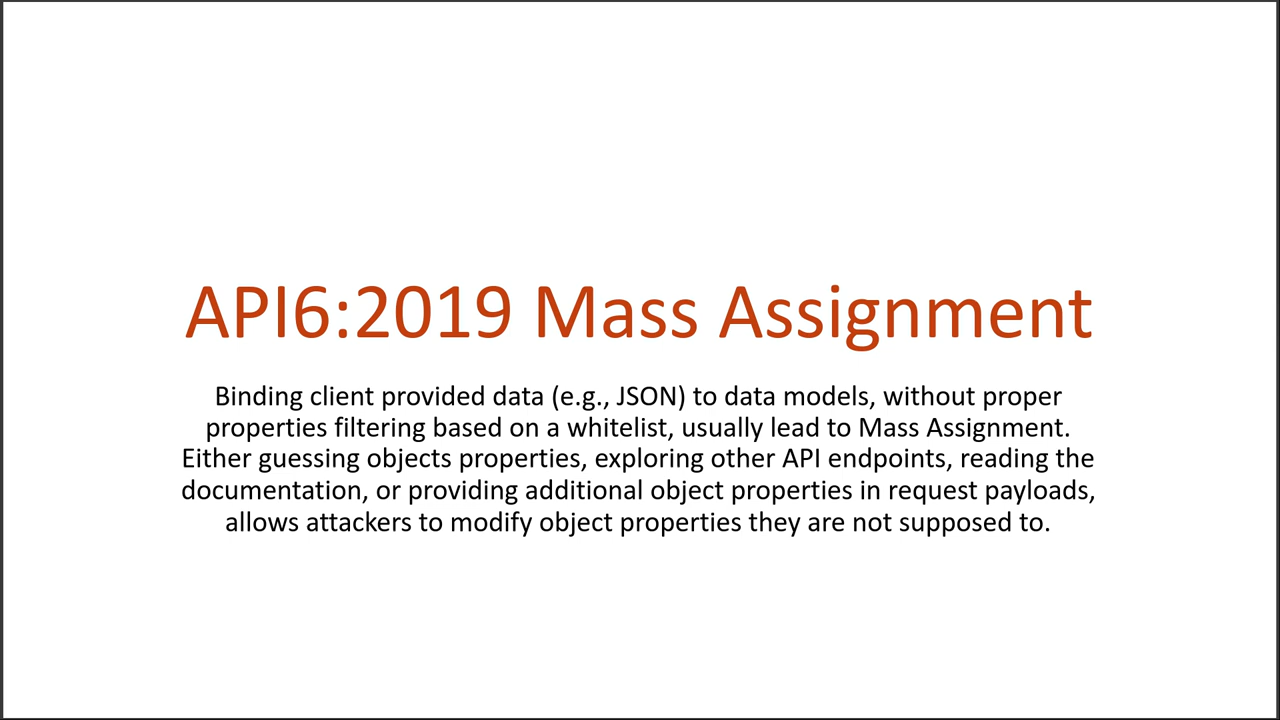 API6:2019 Mass Assignment
Binding client provided data (e.g., JSON) to data models, without proper
properties filtering based on a whitelist, usually lead to Mass Assignment.
Either guessing objects properties, exploring other API endpoints, reading the
documentation, or providing additional object properties in request payloads,
allows attackers to modify object properties they are not supposed to.